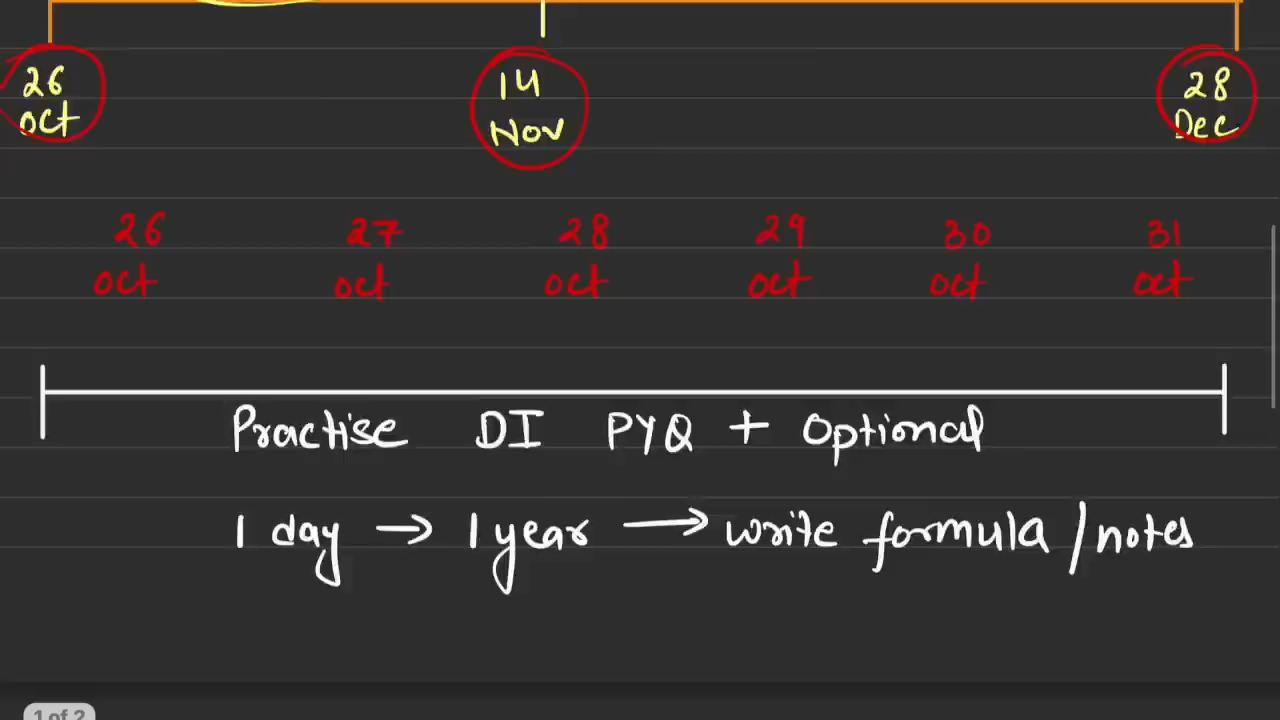 26 14 28
oct Nov Dec
26 27 28 29 30 31
oct oct oct oct oct oct
Practise DI PYQ + Optional
1 day → 1 year → write formula / notes
1 of 2